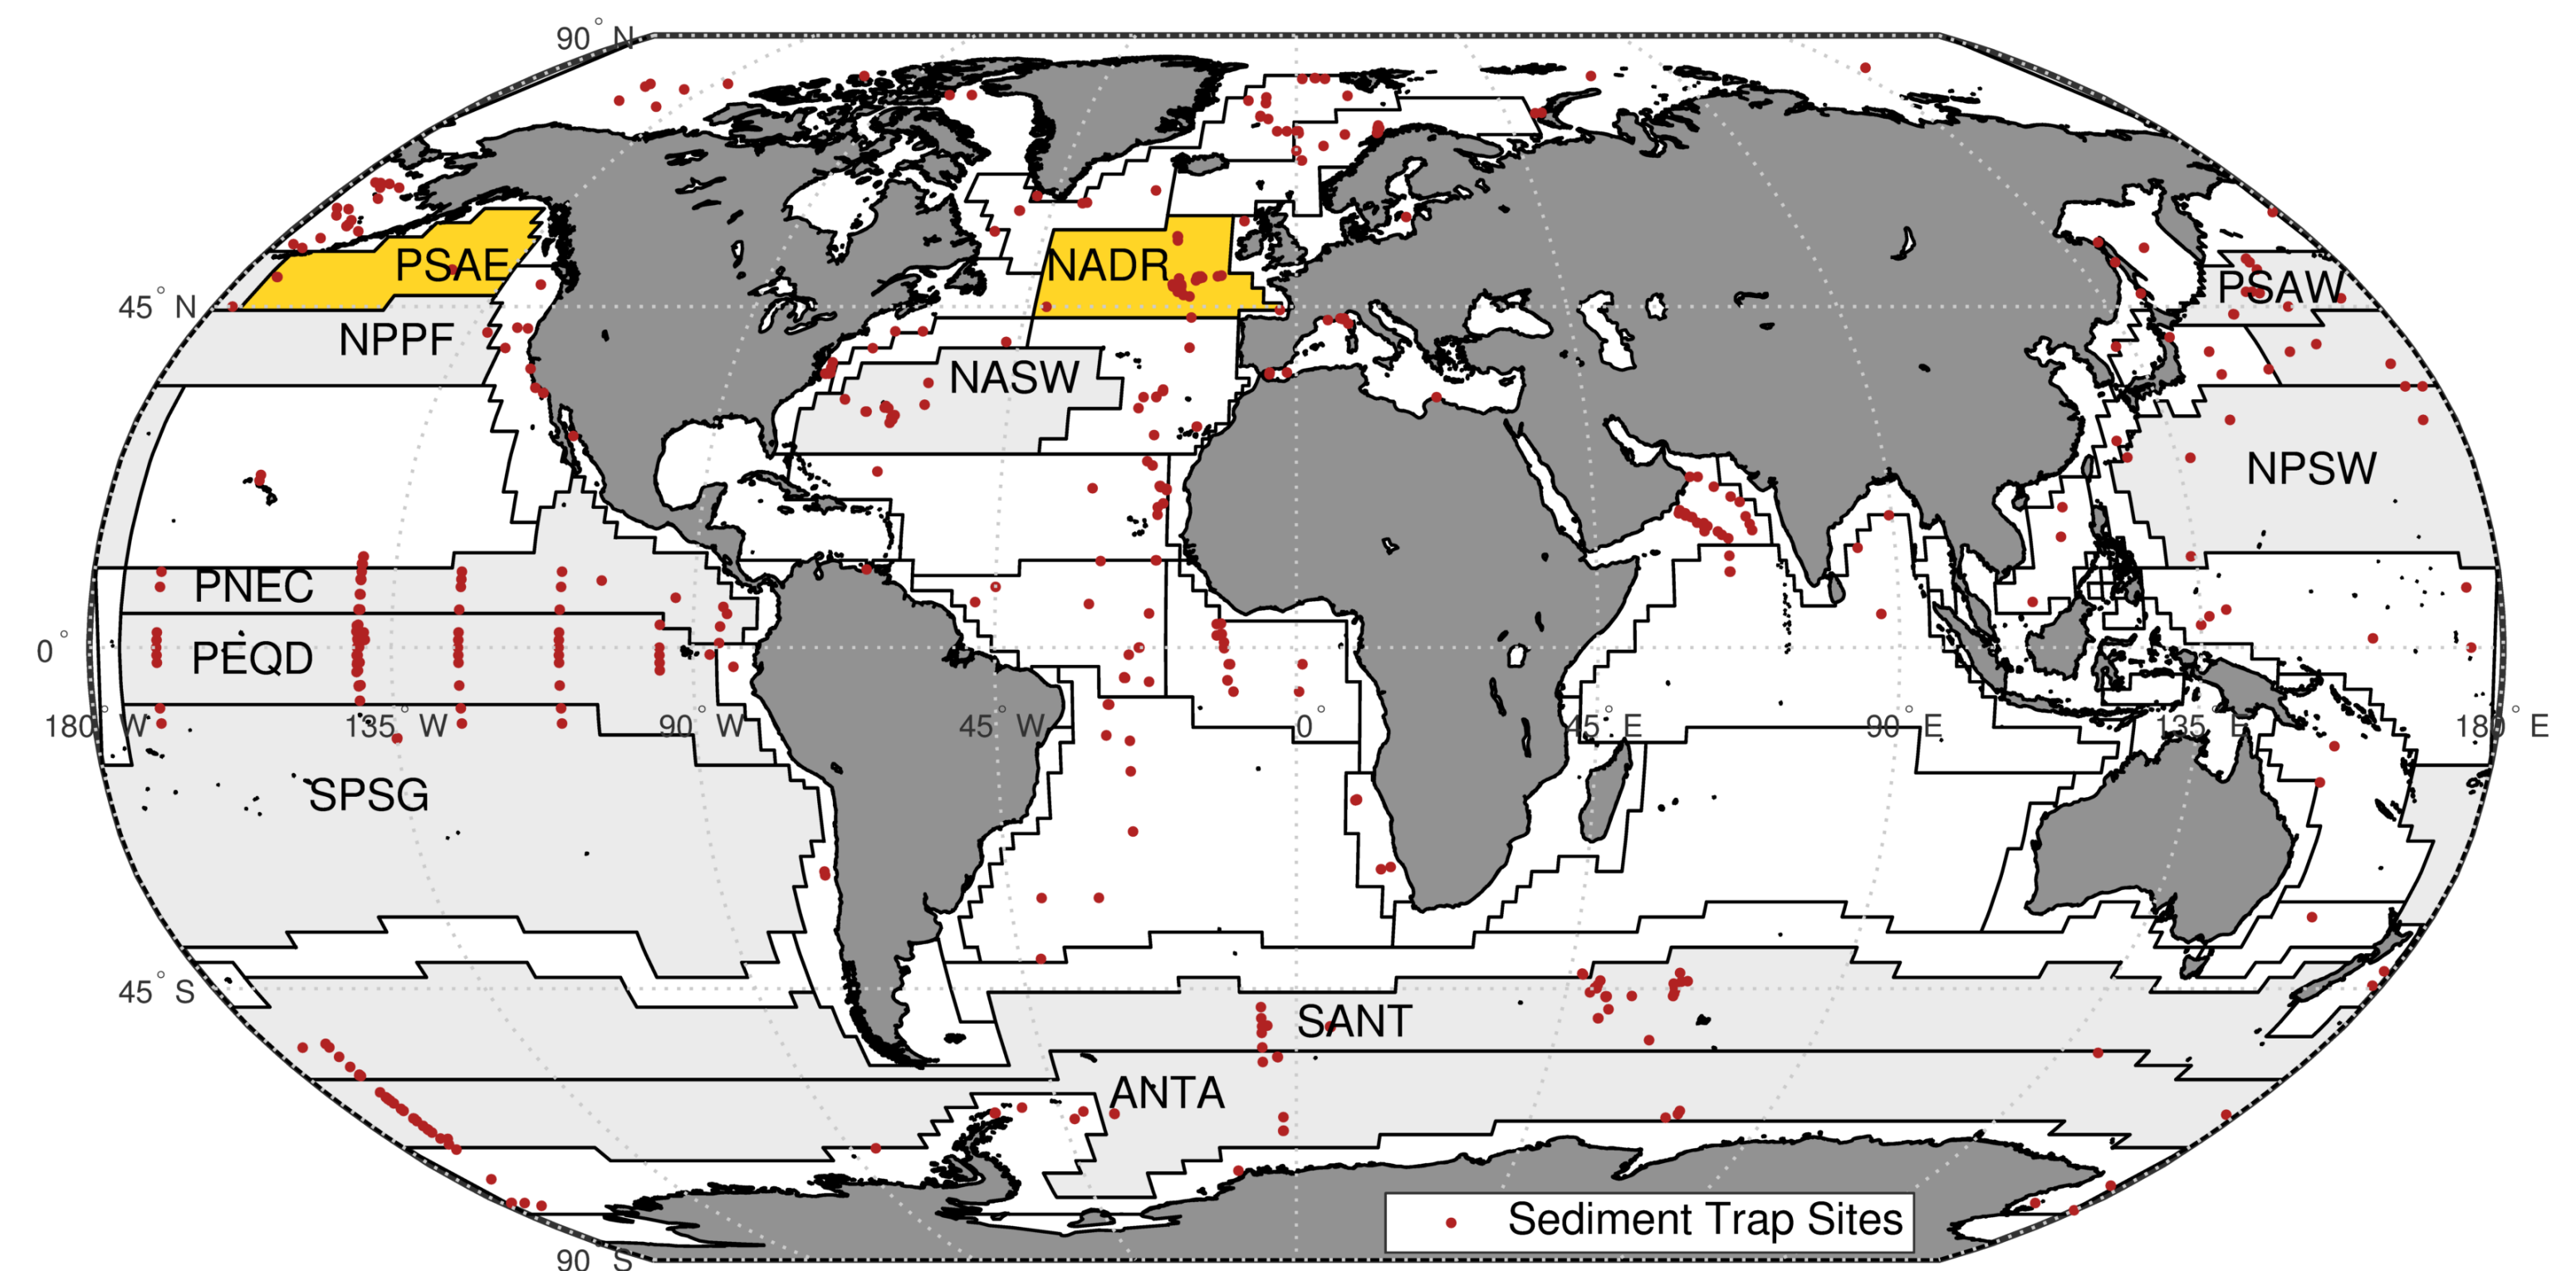 90° N
PSAE
NADR
45° N
PSAW
NPPF
NASW
NPSW
PNEC
0°
PEQD
180° W
135° W
90° W
45° W
0°
45° E
90° E
135° E
180° E
SPSG
45° S
SANT
ANTA
Sediment Trap Sites
90° S